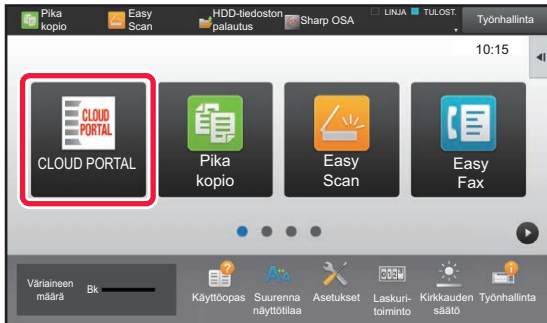 Pika
kopio
Easy
Scan
HDD-tiedoston
palautus
Sharp OSA
LINJA
TULOST.
Työnhallinta
10:15
CLOUD
PORTAL
CLOUD PORTAL
Pika
kopio
Easy
Scan
Easy
Fax
Väriaineen
määrä
Bk
Käyttöopas
Suurenna
näyttötilaa
Asetukset
Laskuri-
toiminto
Kirkkauden
säätö
Työnhallinta